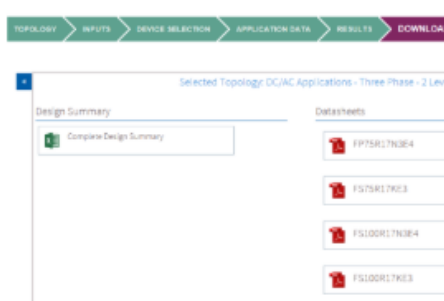 TOPOLOGY INPUTS DEVICE SELECTION APPLICATION DATA RESULTS DOWNLOA
Selected Topology: DC/AC Applications - Three Phase - 2 Lev
Design Summary
Complete Design Summary
Datasheets
FP75R17N3E4
FS75R17KE3
FS100R17N3E4
FS100R17KE3